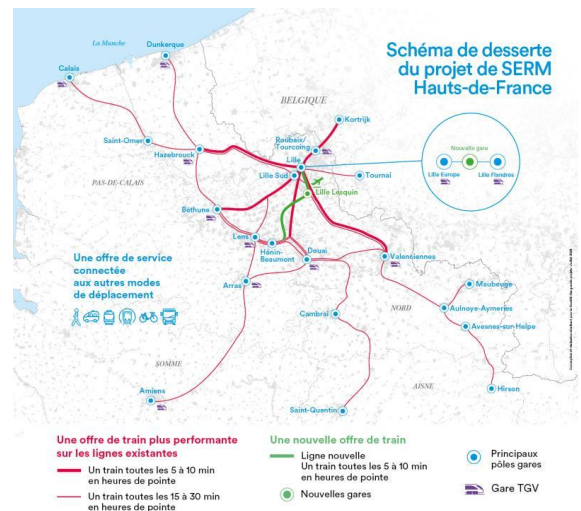 Schéma de desserte
du projet de SERM
Hauts-de-France
La Manche
Dunkerque
Calais
BELGIQUE
Kortrijk
Saint-Omer
Roubaix/
Tourcoing
Hazebrouck
Lille
Nouvelle gare
Lille Europe
Lille Flandres
Lille Sud
Tournai
PAS-DE-CALAIS
Lille Lesquin
Béthune
Lens
Hénin-
Beaumont
Douai
Valenciennes
Une offre de service
connectée
aux autres modes
de déplacement
Arras
Maubeuge
NORD
Cambrai
Aulnoye-Aymeries
Avesnes-sur-Helpe
SOMME
Amiens
AISNE
Hirson
Saint-Quentin
Une offre de train plus performante
sur les lignes existantes
Un train toutes les 5 à 10 min
en heures de pointe
Un train toutes les 15 à 30 min
en heures de pointe
Une nouvelle offre de train
Ligne nouvelle
Un train toutes les 5 à 10 min
en heures de pointe
Nouvelles gares
Principaux
pôles gares
Gare TGV